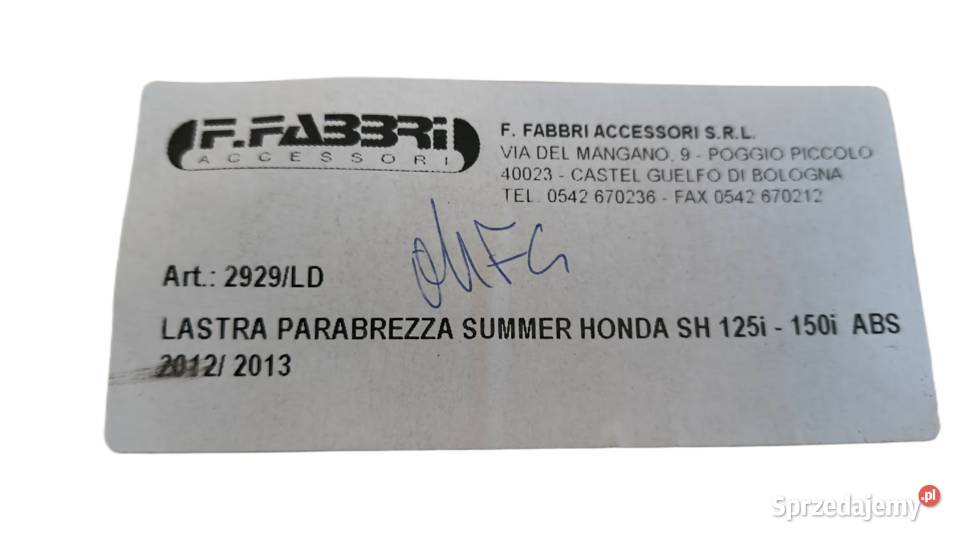 F.FABBRI
ACCESSORI
F. FABBRI ACCESSORI S.R.L.
VIA DEL MANGANO, 9 - POGGIO PICCOLO
40023 - CASTEL GUELFO DI BOLOGNA
TEL. 0542 670236 - FAX 0542 670212
Art.: 2929/LD
LASTRA PARABREZZA SUMMER HONDA SH 125i - 150i ABS
2012/ 2013
Sprzedajemy.pl